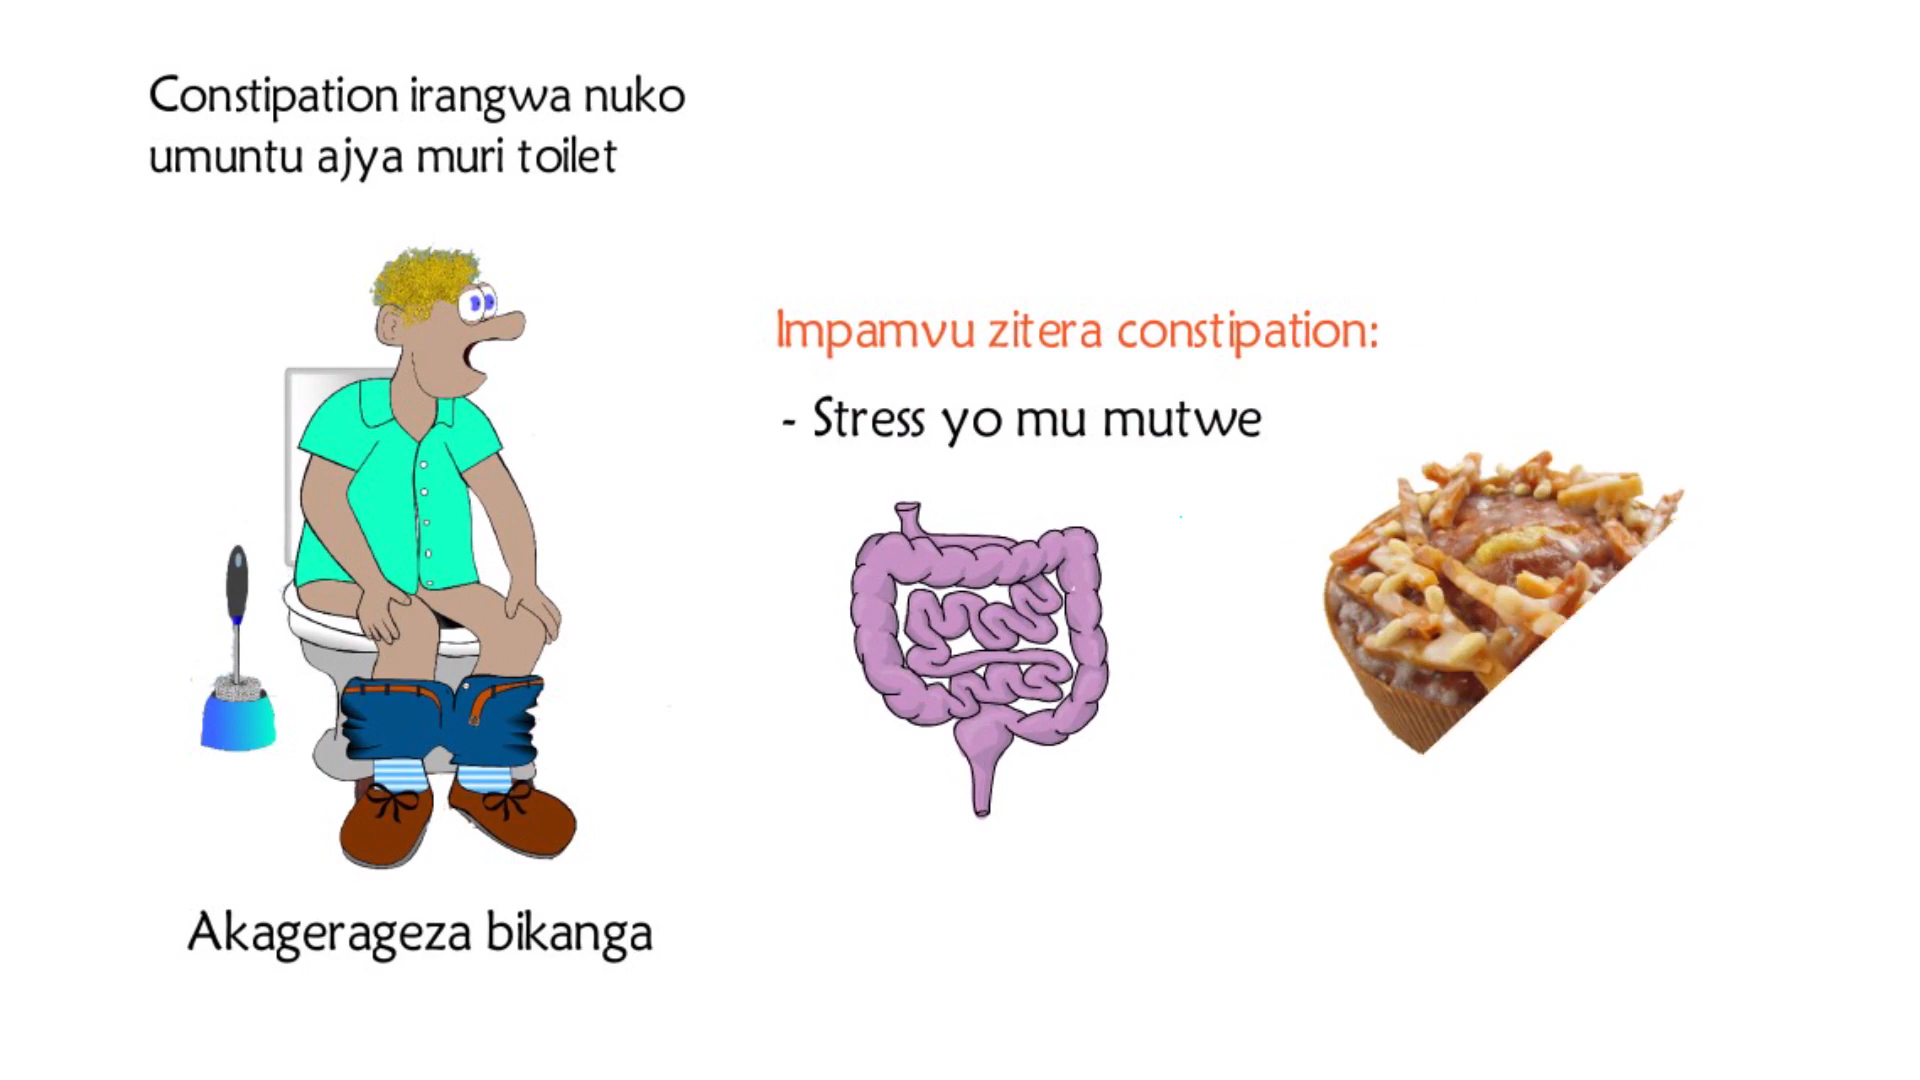 Constipation irangwa nuko
umuntu ajya muri toilet
Impamvu zitera constipation:
- Stress yo mu mutwe
Akagerageza bikanga